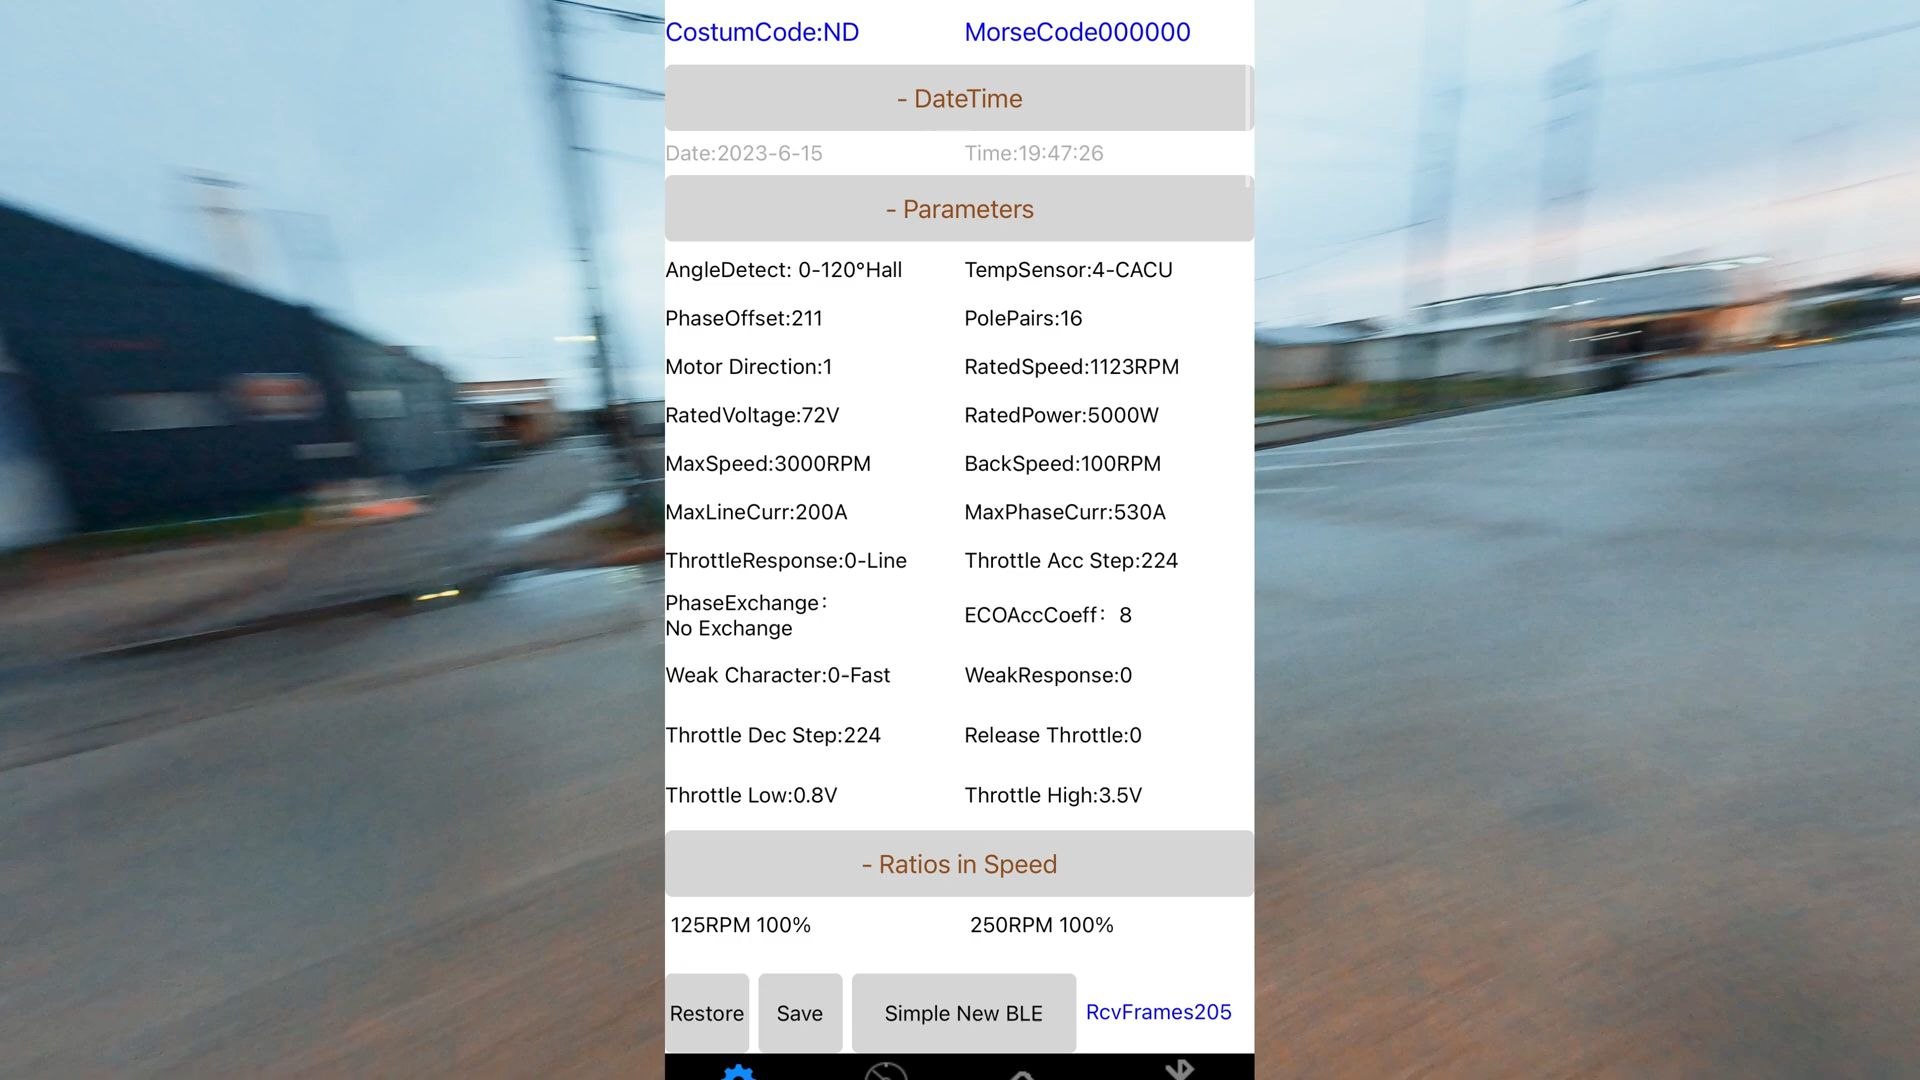 CostumCode:ND MorseCode000000
- DateTime
Date:2023-6-15 Time:19:47:26
- Parameters
AngleDetect: 0-120°Hall TempSensor:4-CACU
PhaseOffset:211 PolePairs:16
Motor Direction:1 RatedSpeed:1123RPM
RatedVoltage:72V RatedPower:5000W
MaxSpeed:3000RPM BackSpeed:100RPM
MaxLineCurr:200A MaxPhaseCurr:530A
ThrottleResponse:0-Line Throttle Acc Step:224
PhaseExchange：
No Exchange
ECOAccCoeff：8
Weak Character:0-Fast WeakResponse:0
Throttle Dec Step:224 Release Throttle:0
Throttle Low:0.8V Throttle High:3.5V
- Ratios in Speed
125RPM 100% 250RPM 100%
Restore Save Simple New BLE RcvFrames205